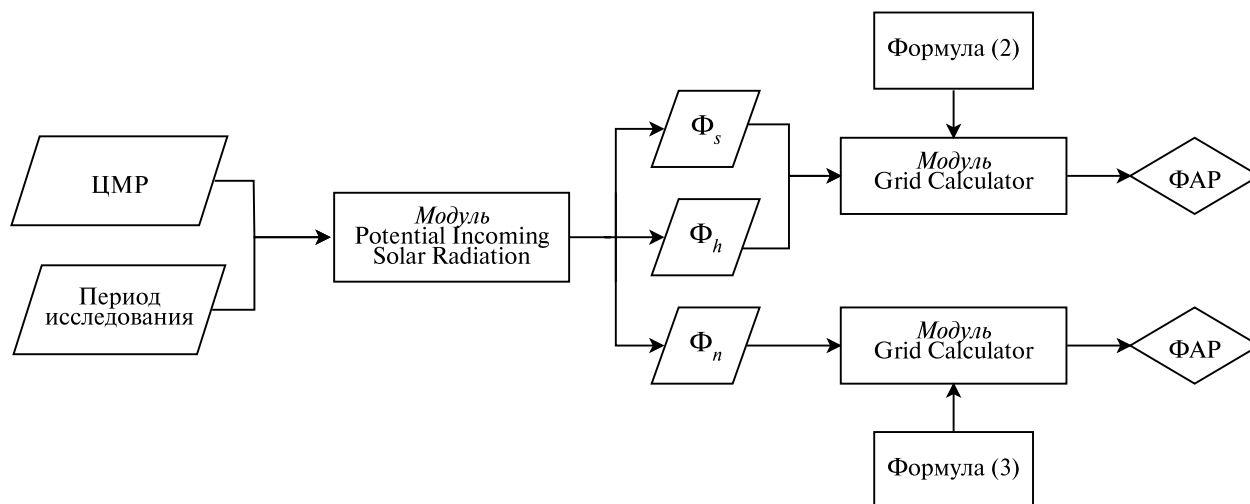 ЦМР
Период
исследования
Модуль
Potential Incoming
Solar Radiation
Φs
Φh
Φn
Формула (2)
Модуль
Grid Calculator
ФАР
Модуль
Grid Calculator
ФАР
Формула (3)